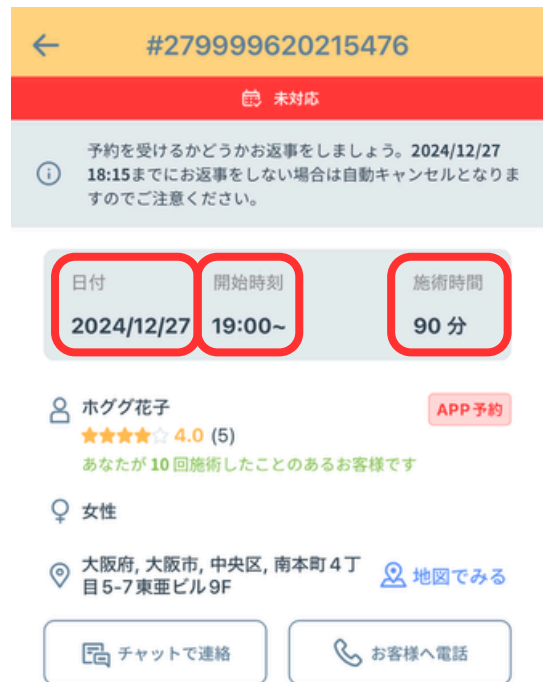 #279999620215476
未対応
予約を受けるかどうかお返事をしましょう。2024/12/27
18:15までにお返事をしない場合は自動キャンセルとなりま
すのでご注意ください。
日付 開始時刻 施術時間
2024/12/27 19:00~ 90 分
ホググ花子 APP予約
4.0 (5)
あなたが 10 回施術したことのあるお客様です
女性
大阪府, 大阪市, 中央区, 南本町4丁
目5-7東亜ビル9F 地図でみる
チャットで連絡 お客様へ電話